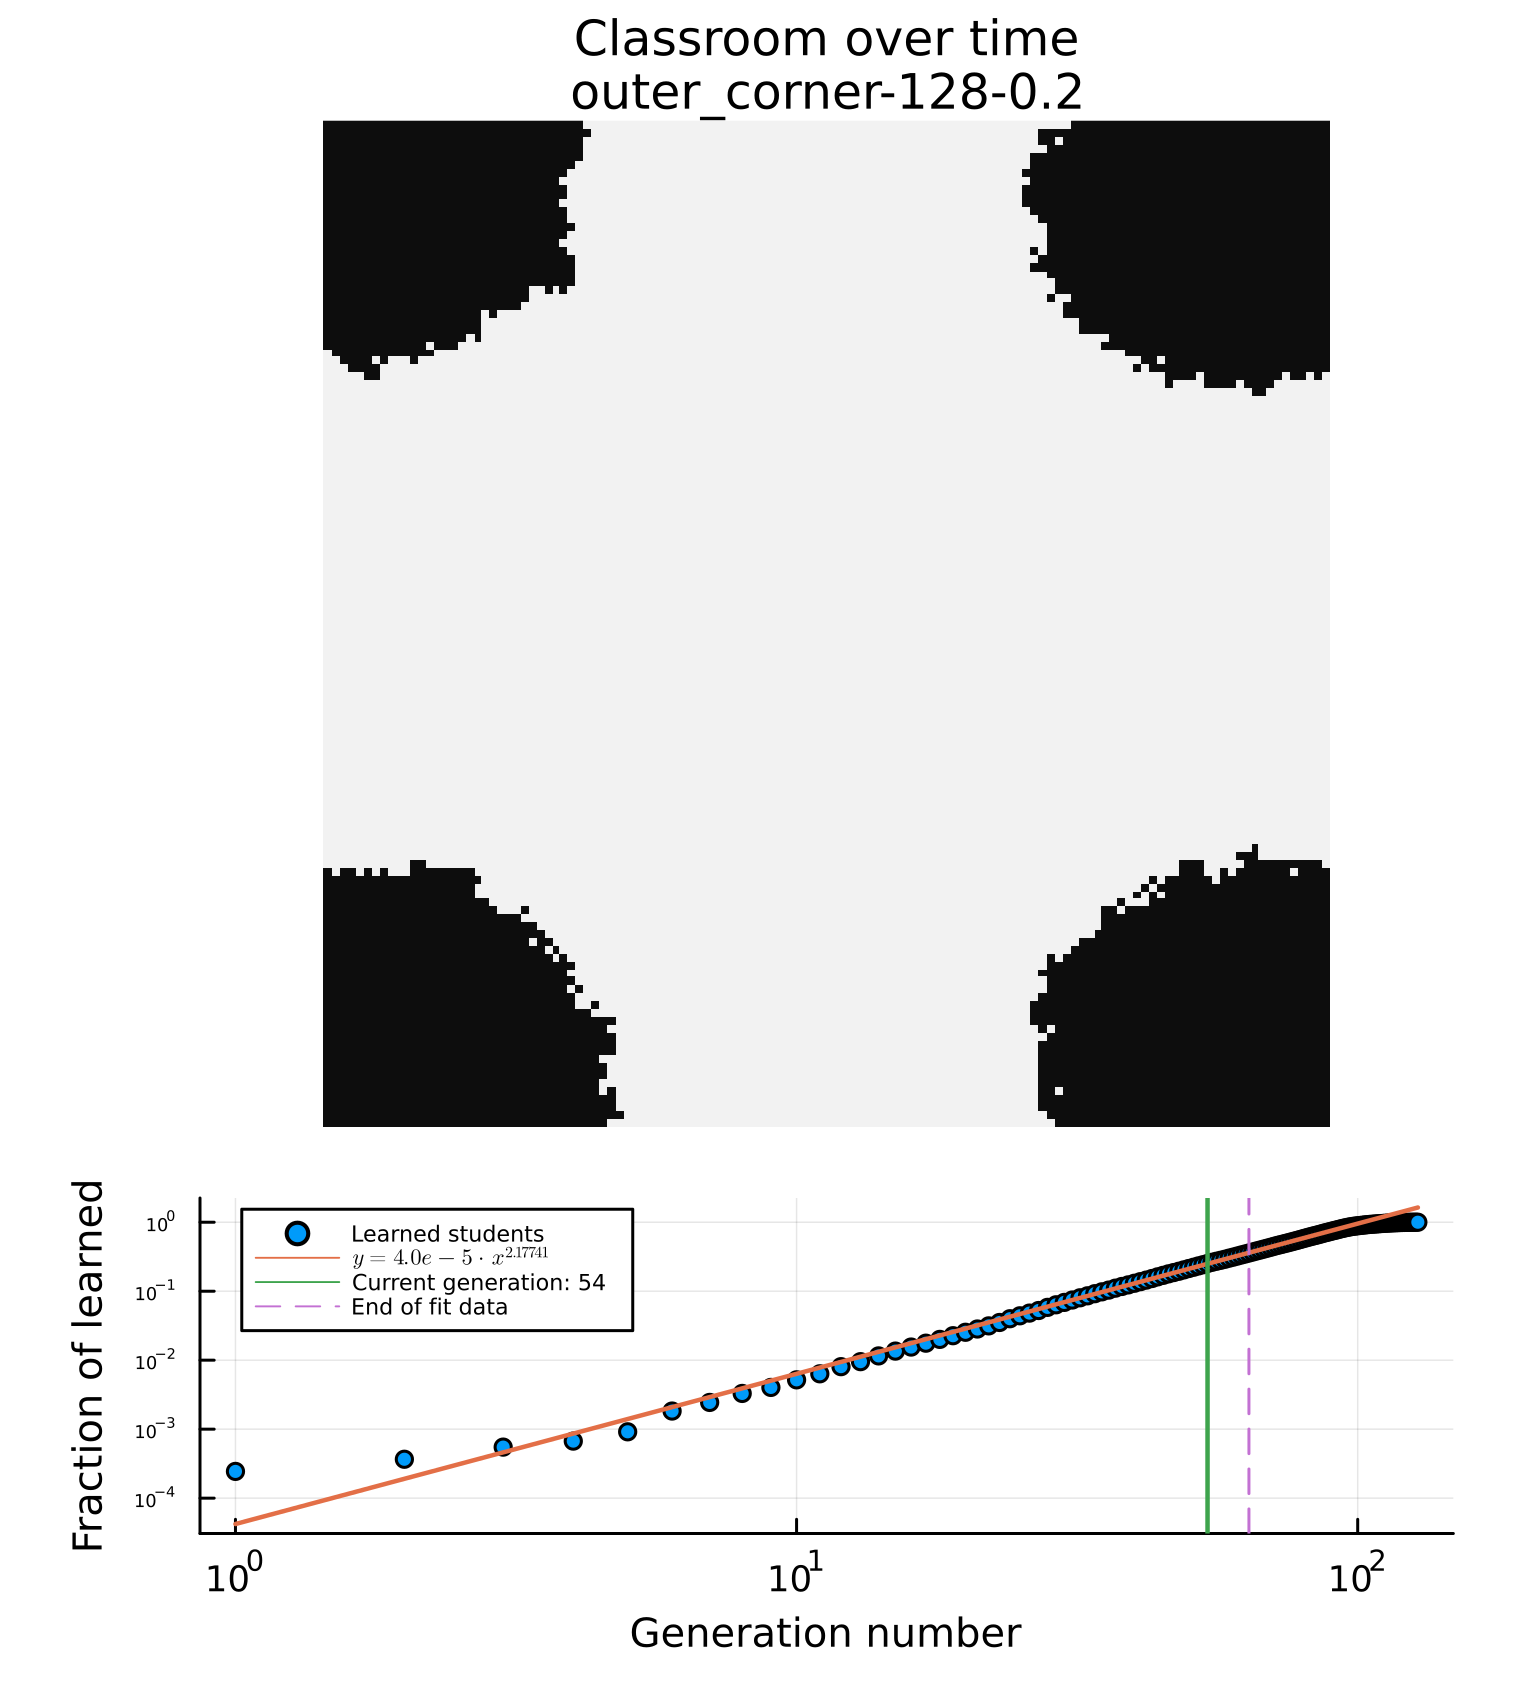 Classroom over time
outer_corner-128-0.2
Fraction of learned
10^0
10^-1
10^-2
10^-3
10^-4
Learned students
y = 4.0e - 5 · x^2.17741
Current generation: 54
End of fit data
10^0 10^1 10^2
Generation number